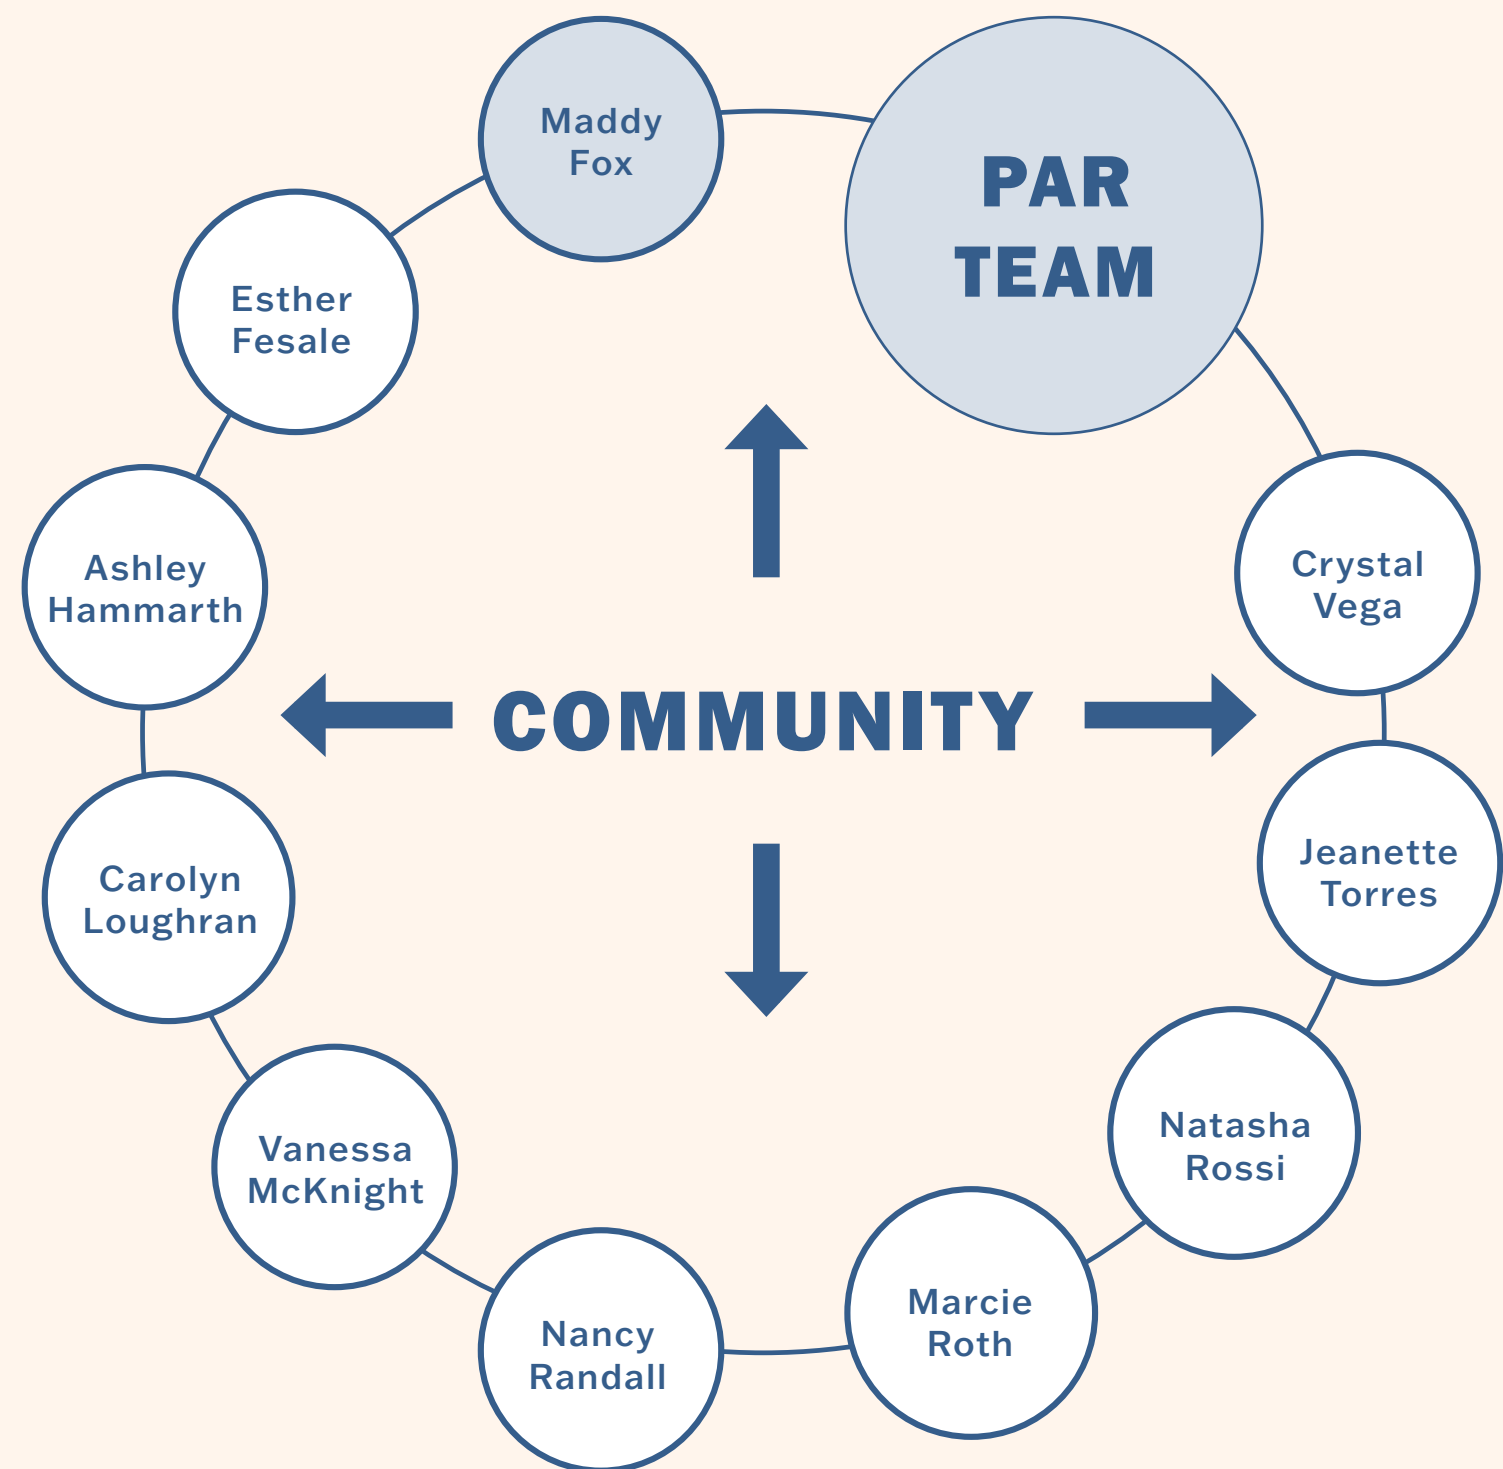 Maddy
Fox
PAR
TEAM
Esther
Fesale
Ashley
Hammarth
Crystal
Vega
COMMUNITY
Jeanette
Torres
Carolyn
Loughran
Natasha
Rossi
Vanessa
McKnight
Marcie
Roth
Nancy
Randall